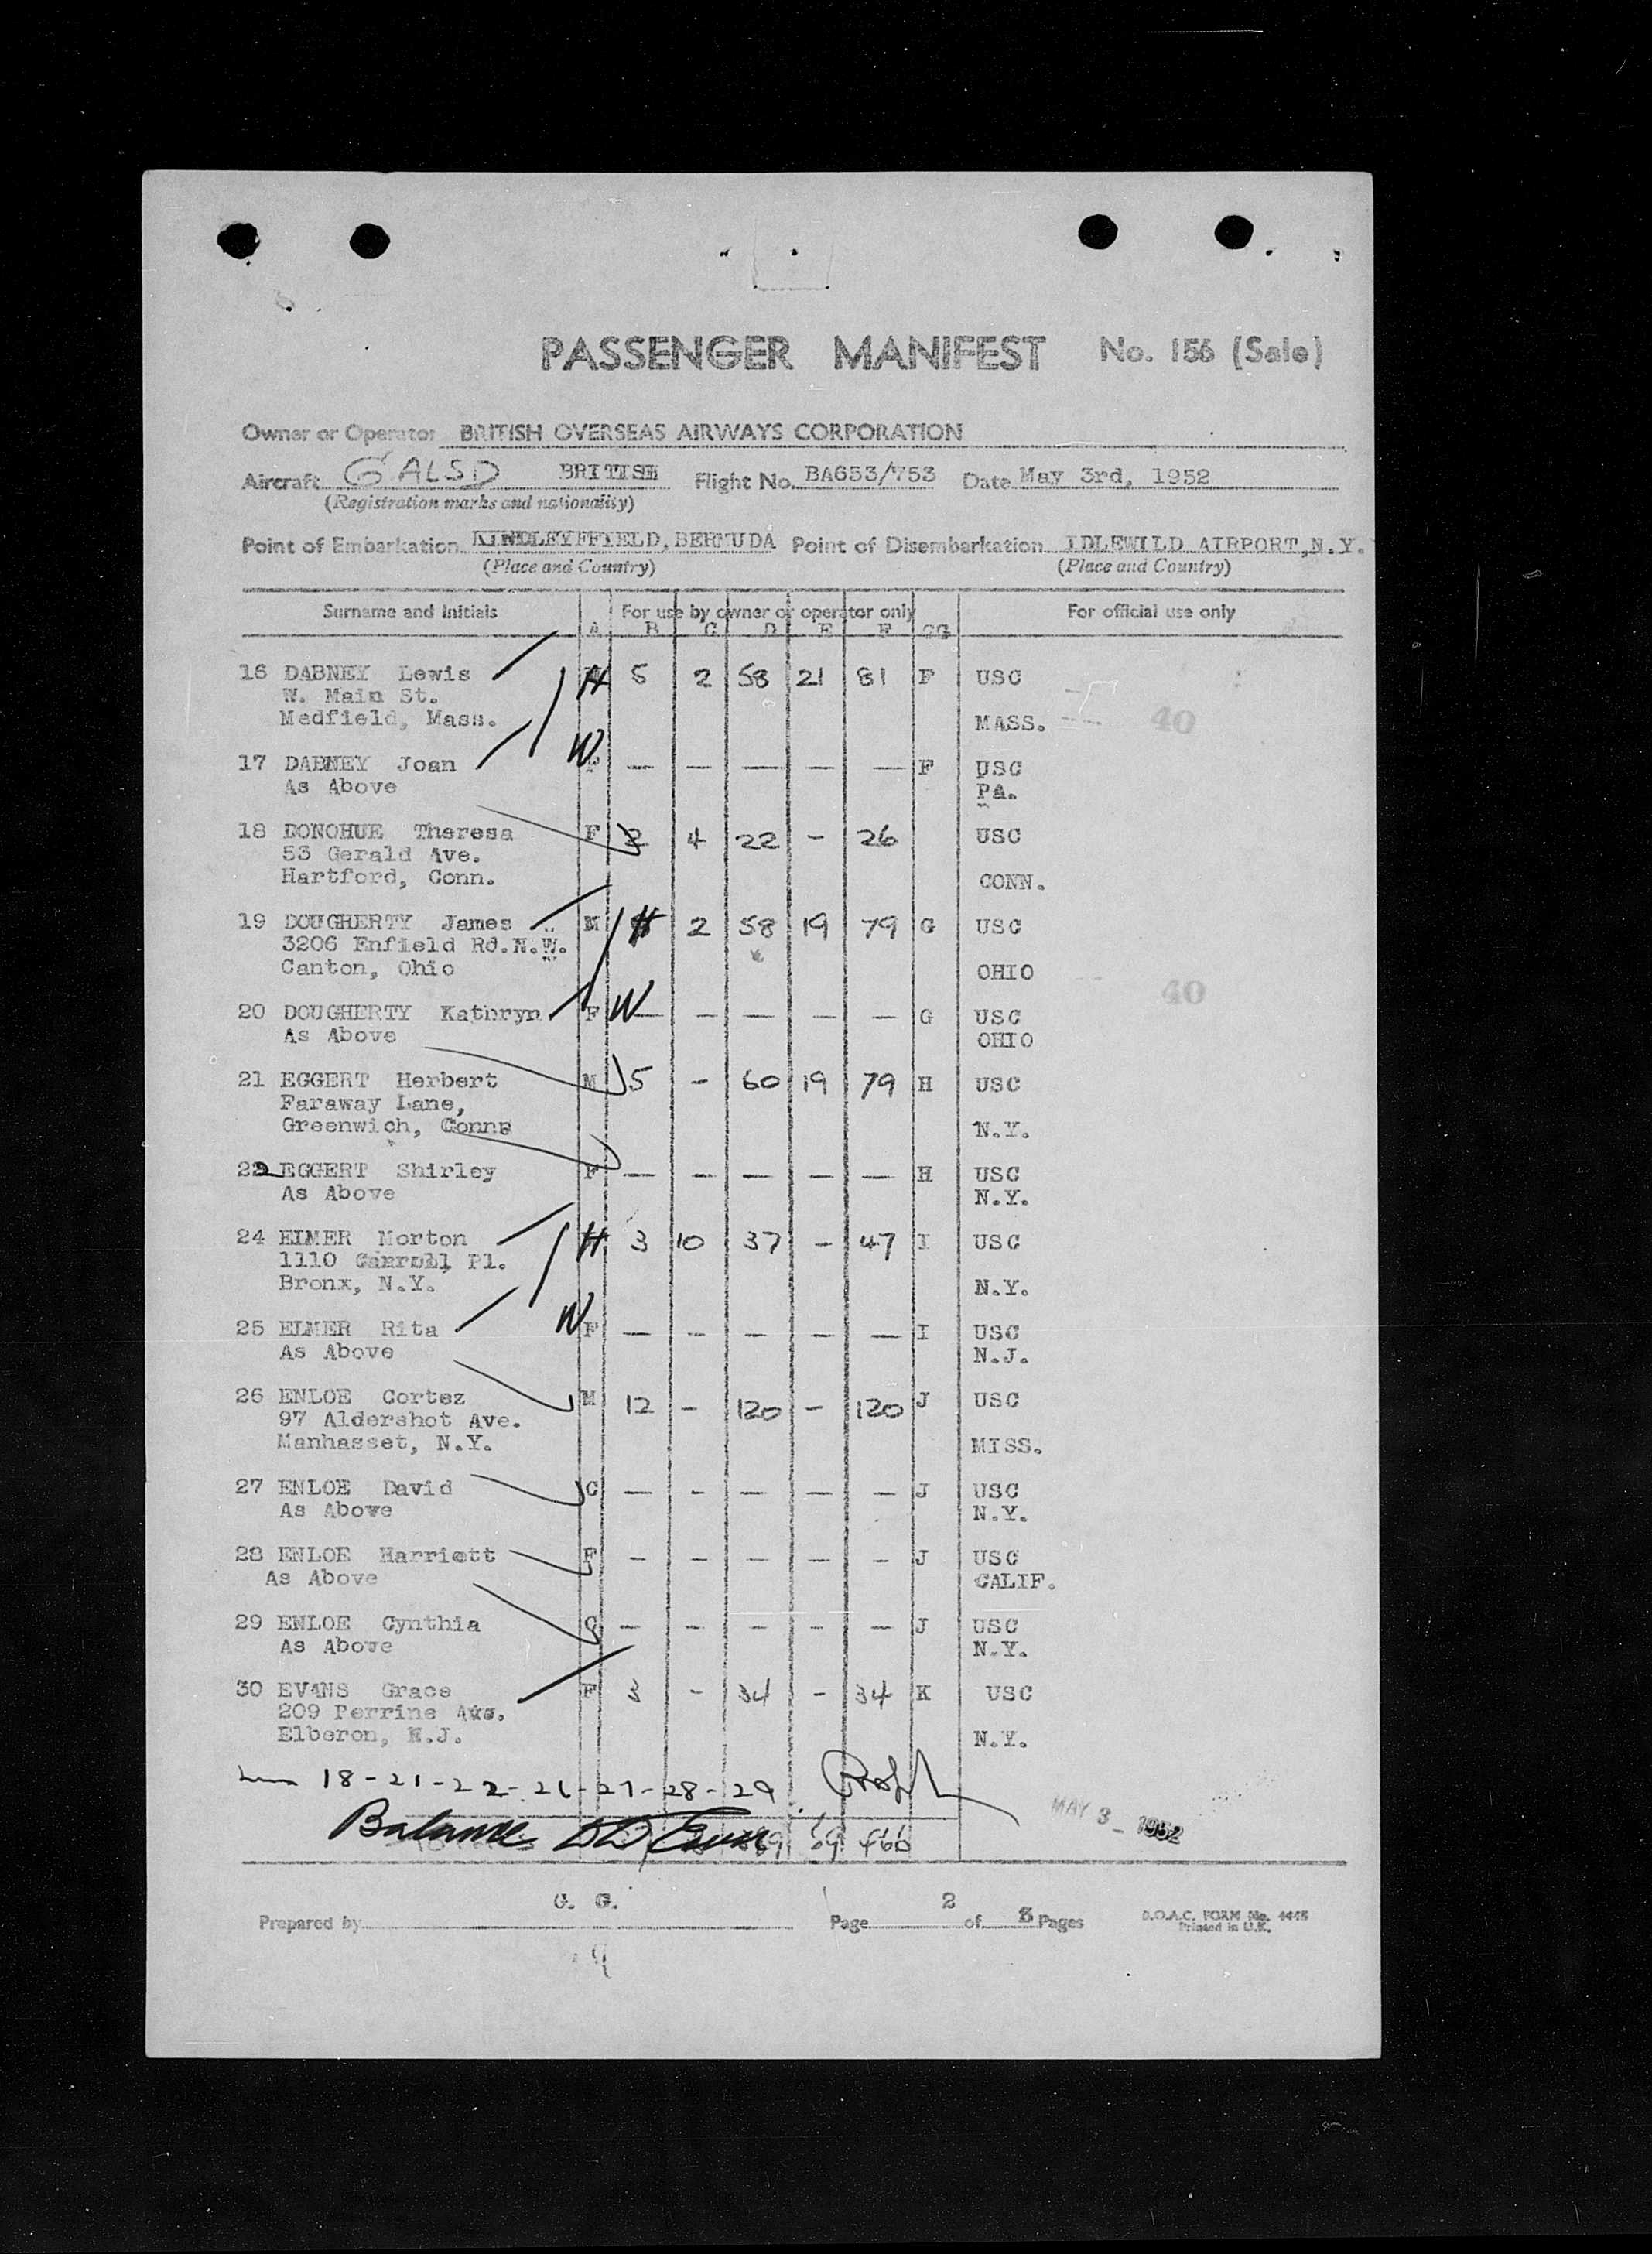 PASSENGER MANIFEST No. 156 (Sale)
Owner or Operator BRITISH OVERSEAS AIRWAYS CORPORATION
Aircraft G ALSD BRITISH Flight No. BA653/753 Date May 3rd, 1952
(Registration marks and nationality)
Point of Embarkation KINDLEYFFIELD, BERMUDA Point of Disembarkation IDLEWILD AIRPORT, N.Y.
(Place and Country) (Place and Country)
Surname and Initials For use by owner or operator only For official use only
A B C D E F CG
16 DABNEY Lewis H 5 2 58 21 81 F USC
W. Main St.
Medfield, Mass. MASS. 40
17 DABNEY Joan W F — — — — — F USC
As Above PA.
18 DONOHUE Theresa F 2 4 22 - 26 USC
53 Gerald Ave.
Hartford, Conn. CONN.
19 DOUGHERTY James M H 2 58 19 79 G USC
3206 Enfield Rd.N.W.
Canton, Ohio OHIO 40
20 DOUGHERTY Kathryn F W — — — — — G USC
As Above OHIO
21 EGGERT Herbert M 5 - 60 19 79 H USC
Faraway Lane,
Greenwich, Conn. N.Y.
22 EGGERT Shirley F — — — — — H USC
As Above N.Y.
24 EIMER Morton H 3 10 37 - 47 I USC
1110 Carroll Pl.
Bronx, N.Y. N.Y.
25 EIMER Rita W F — — — — — I USC
As Above N.J.
26 ENLOE Cortez M 12 - 120 - 120 J USC
97 Aldershot Ave.
Manhasset, N.Y. MISS.
27 ENLOE David C — - — — — J USC
As Above N.Y.
28 ENLOE Harriett F - - — — - J USC
As Above CALIF.
29 ENLOE Cynthia C — - - - — J USC
As Above N.Y.
30 EVANS Grace F 3 - 34 - 34 K USC
209 Perrine Ave.
Elberon, N.J. N.Y.
18-21-22-26-27-28-29
MAY 3 - 1952
Balance 59 466
G. G. 2
Prepared by Page of 3 Pages B.O.A.C. FORM No. 4445
Printed in U.K.